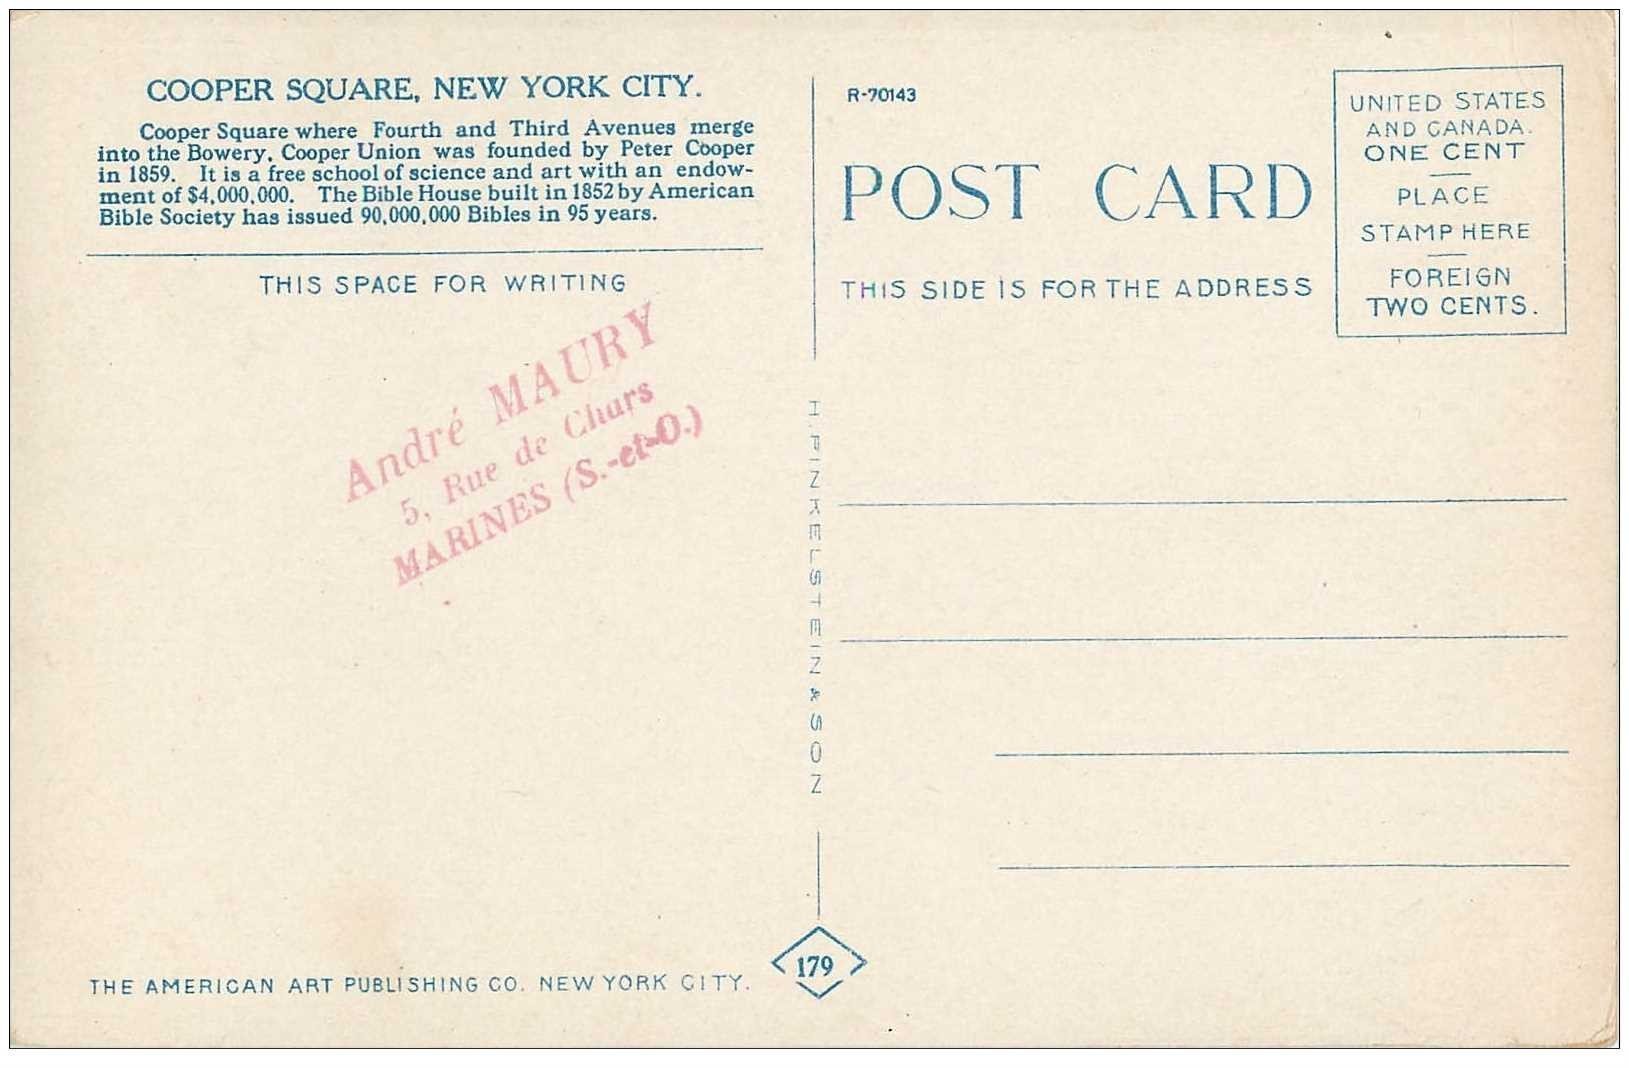 COOPER SQUARE, NEW YORK CITY.
Cooper Square where Fourth and Third Avenues merge
into the Bowery. Cooper Union was founded by Peter Cooper
in 1859. It is a free school of science and art with an endow-
ment of $4,000,000. The Bible House built in 1852 by American
Bible Society has issued 90,000,000 Bibles in 95 years.
THIS SPACE FOR WRITING
André MAURY
5, Rue de Chars
MARINES (S.-et-O.)
THE AMERICAN ART PUBLISHING CO. NEW YORK CITY.
H. FINKELSTEIN & SON
179
R-70143
POST CARD
THIS SIDE IS FOR THE ADDRESS
UNITED STATES
AND CANADA.
ONE CENT
PLACE
STAMP HERE
FOREIGN
TWO CENTS.